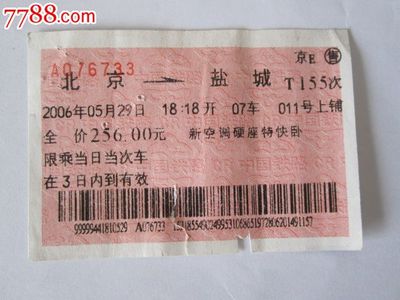 7788.com
A076733
京E 售
北京 → 盐城 T155次
2006年05月29日 18:18开 07车 011号上铺
全价256.00元 新空调硬座特快卧
限乘当日当次车
在3日内到有效
99999441810529 A076733